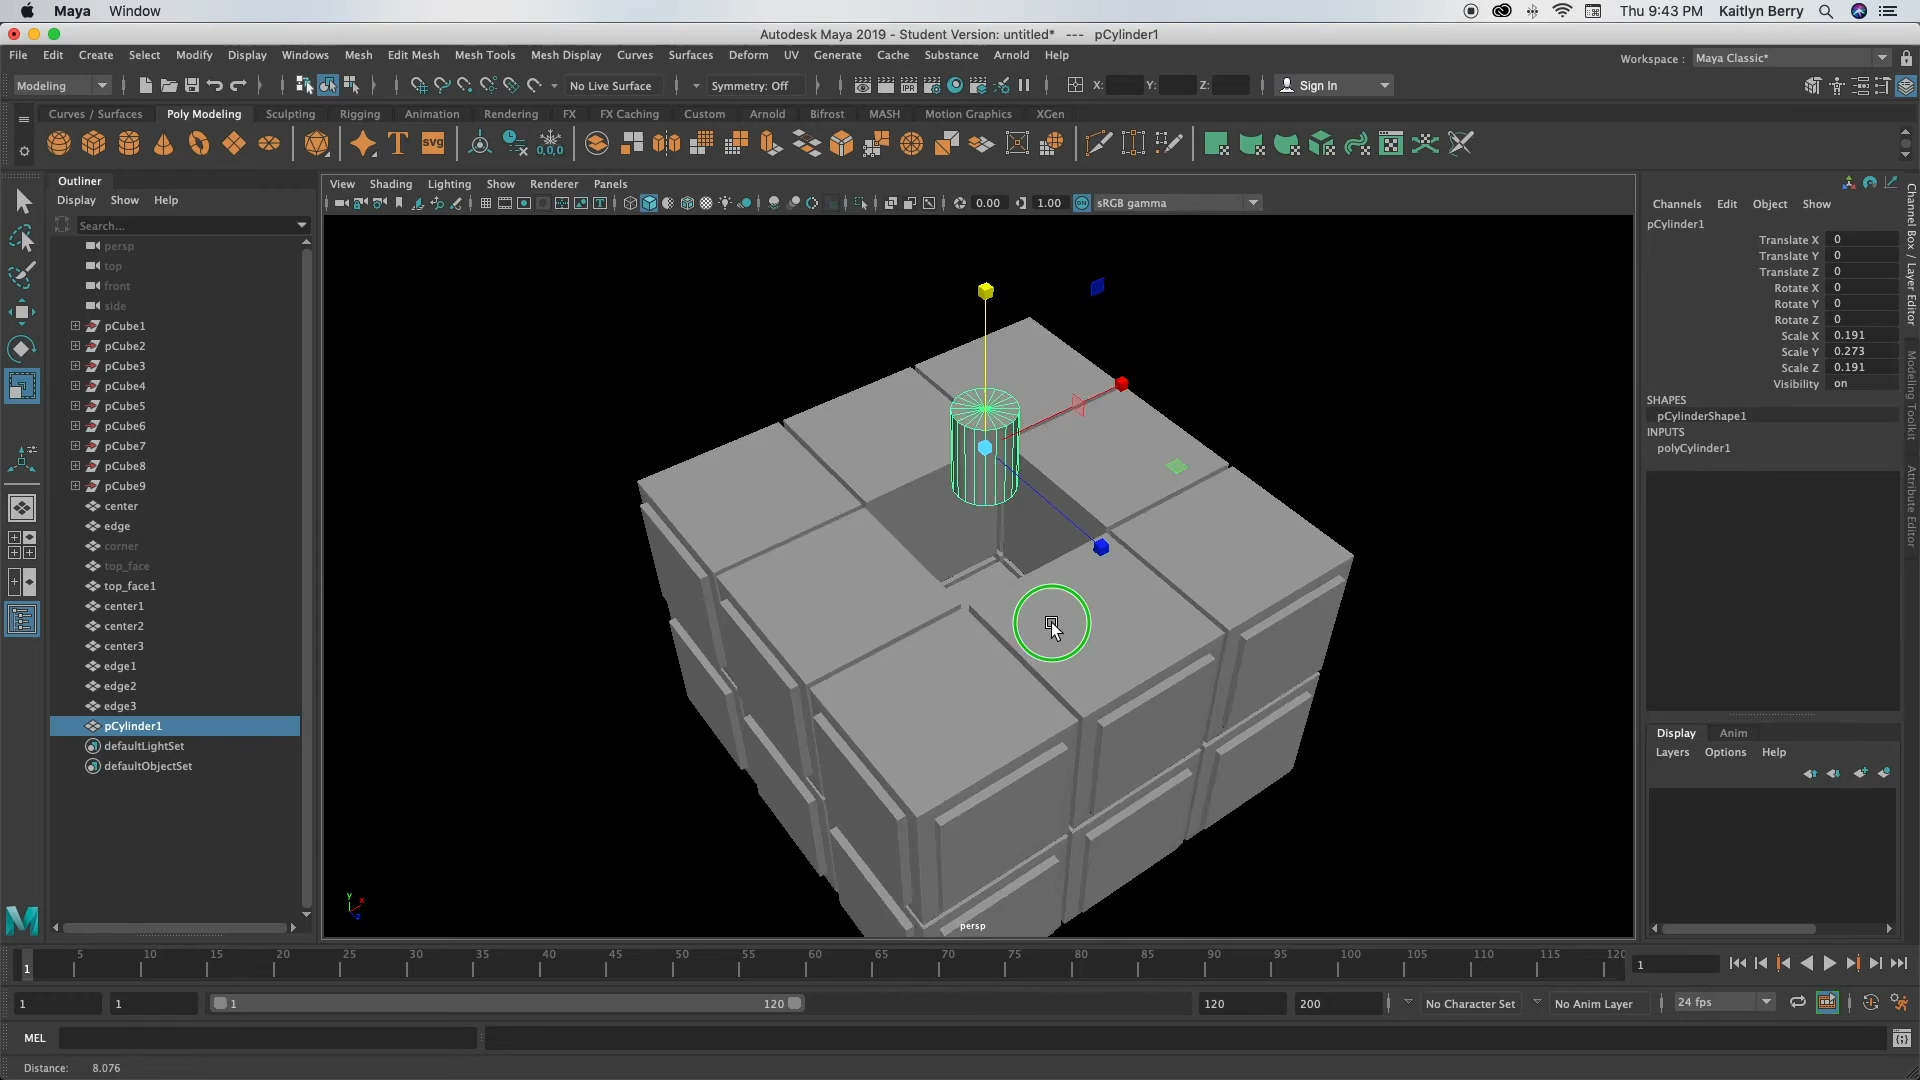 Maya Window
Thu 9:43 PM Kaitlyn Berry
Autodesk Maya 2019 - Student Version: untitled* --- pCylinder1
File Edit Create Select Modify Display Windows Mesh Edit Mesh Mesh Tools Mesh Display Curves Surfaces Deform UV Generate Cache Substance Arnold Help
Workspace : Maya Classic*
Modeling No Live Surface Symmetry: Off X: Y: Z: Sign In
Curves / Surfaces Poly Modeling Sculpting Rigging Animation Rendering FX FX Caching Custom Arnold Bifrost MASH Motion Graphics XGen
Outliner
Display Show Help
Search...
persp
top
front
side
pCube1
pCube2
pCube3
pCube4
pCube5
pCube6
pCube7
pCube8
pCube9
center
edge
corner
top_face
top_face1
center1
center2
center3
edge1
edge2
edge3
pCylinder1
defaultLightSet
defaultObjectSet
View Shading Lighting Show Renderer Panels
0.00 1.00 ON sRGB gamma
persp
Channels Edit Object Show
pCylinder1
Translate X 0
Translate Y 0
Translate Z 0
Rotate X 0
Rotate Y 0
Rotate Z 0
Scale X 0.191
Scale Y 0.273
Scale Z 0.191
Visibility on
SHAPES
pCylinderShape1
INPUTS
polyCylinder1
Channel Box / Layer Editor
Modeling Toolkit
Attribute Editor
Display Anim
Layers Options Help
1 5 10 15 20 25 30 35 40 45 50 55 60 65 70 75 80 85 90 95 100 105 110 115 120
1
1 1 1 120 120 200 No Character Set No Anim Layer 24 fps
MEL
Distance: 8.076